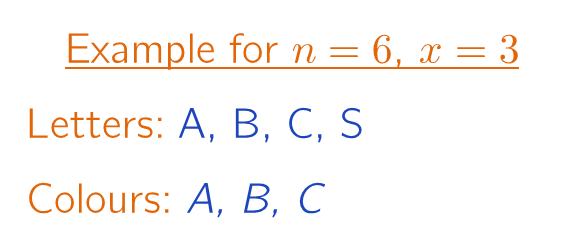 Example for n = 6, x = 3
Letters: A, B, C, S
Colours: A, B, C